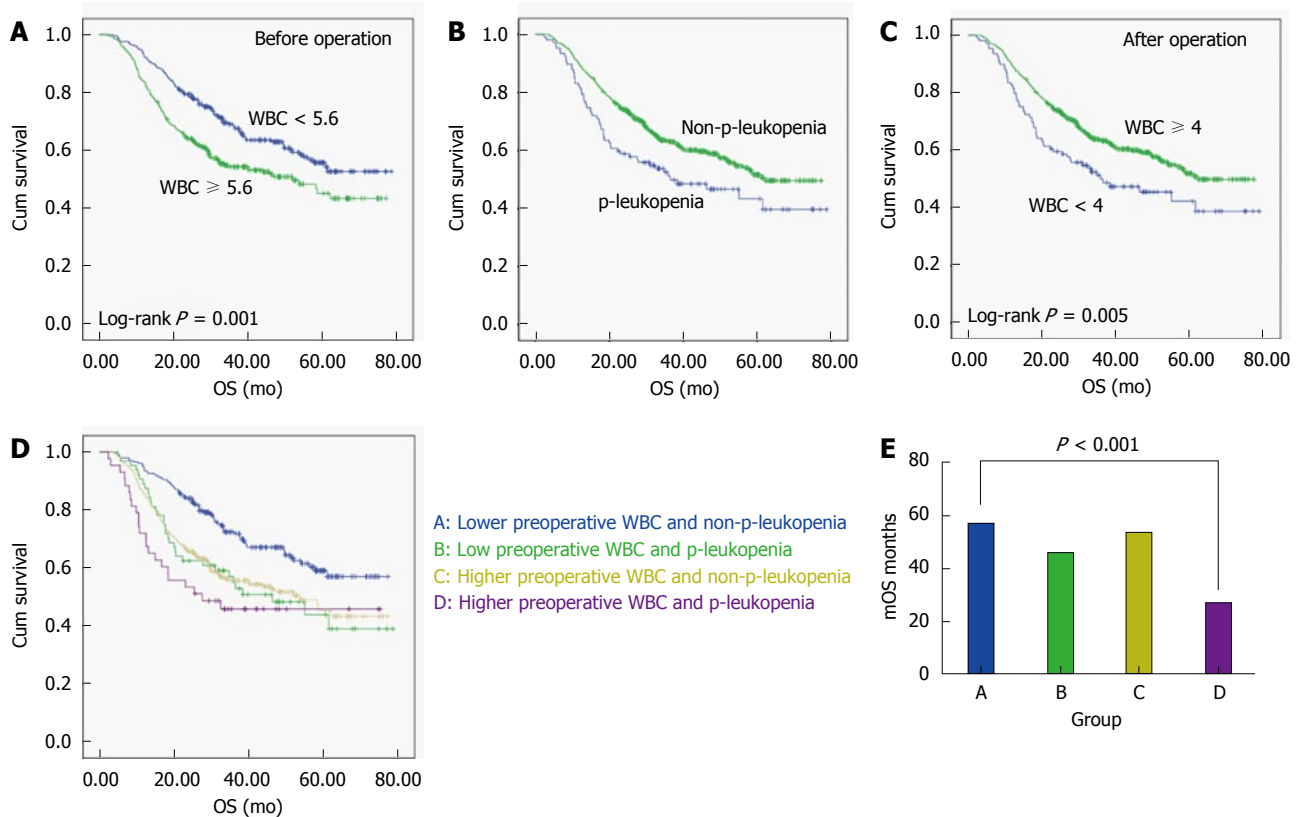 A
Before operation
1.0
0.8
0.6
0.4
0.2
0.0
Cum survival
WBC < 5.6
WBC ≥ 5.6
Log-rank P = 0.001
0.00 20.00 40.00 60.00 80.00
OS (mo)
B
1.0
0.8
0.6
0.4
0.2
0.0
Cum survival
Non-p-leukopenia
p-leukopenia
0.00 20.00 40.00 60.00 80.00
OS (mo)
C
After operation
1.0
0.8
0.6
0.4
0.2
0.0
Cum survival
WBC ≥ 4
WBC < 4
Log-rank P = 0.005
0.00 20.00 40.00 60.00 80.00
OS (mo)
D
1.0
0.8
0.6
0.4
0.2
0.0
Cum survival
0.00 20.00 40.00 60.00 80.00
OS (mo)
A: Lower preoperative WBC and non-p-leukopenia
B: Low preoperative WBC and p-leukopenia
C: Higher preoperative WBC and non-p-leukopenia
D: Higher preoperative WBC and p-leukopenia
E
P < 0.001
80
60
40
20
0
mOS months
A B C D
Group